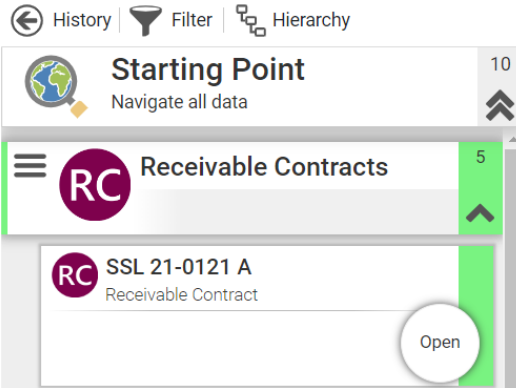 History Filter Hierarchy
Starting Point
10
Navigate all data
RC
Receivable Contracts
5
RC
SSL 21-0121 A
Receivable Contract
Open